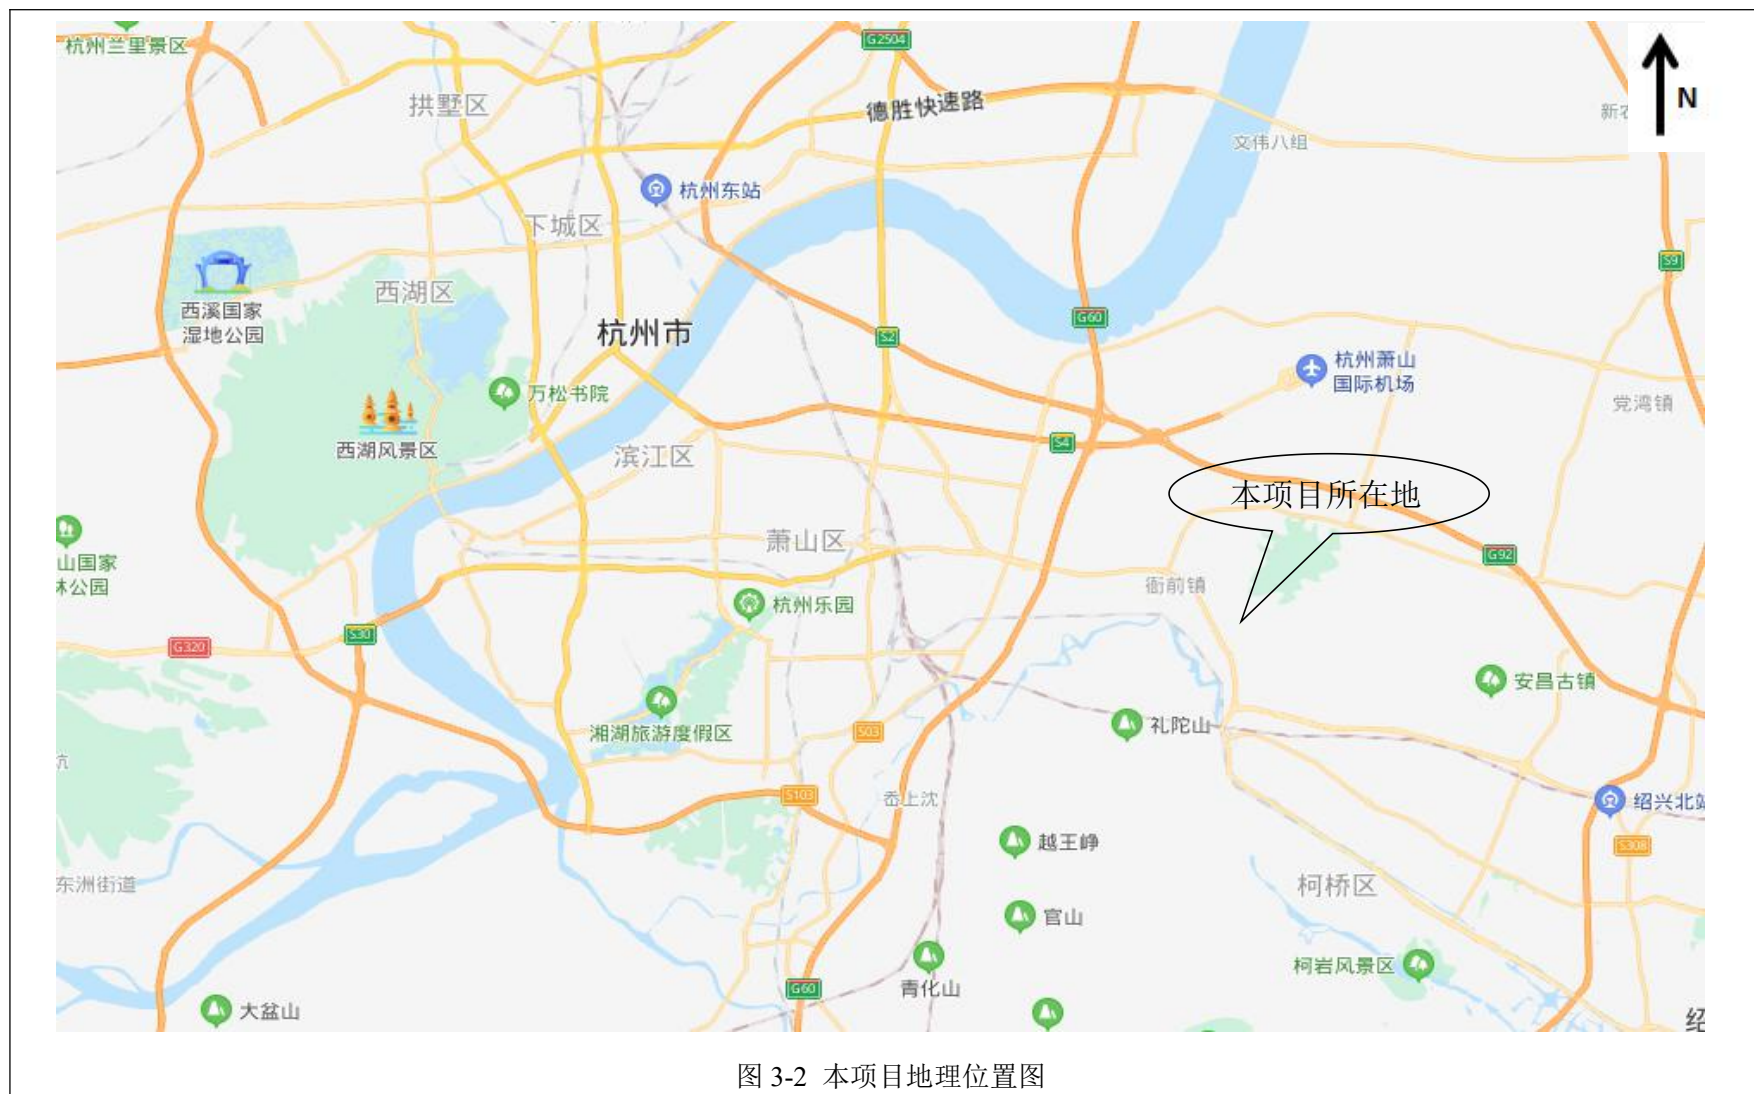 杭州兰里景区
G2504
拱墅区
德胜快速路
N
文伟八组
杭州东站
下城区
S9
西湖区
西溪国家
湿地公园
杭州市
G60
S2
杭州萧山
国际机场
万松书院
党湾镇
西湖风景区
滨江区
S4
本项目所在地
萧山区
G92
山国家
林公园
衙前镇
杭州乐园
S30
G320
安昌古镇
湘湖旅游度假区
礼陀山
S03
杭
S103
岙上沈
绍兴北站
越王峥
S308
东洲街道
柯桥区
官山
柯岩风景区
青化山
G60
大盆山
绍
图 3-2 本项目地理位置图